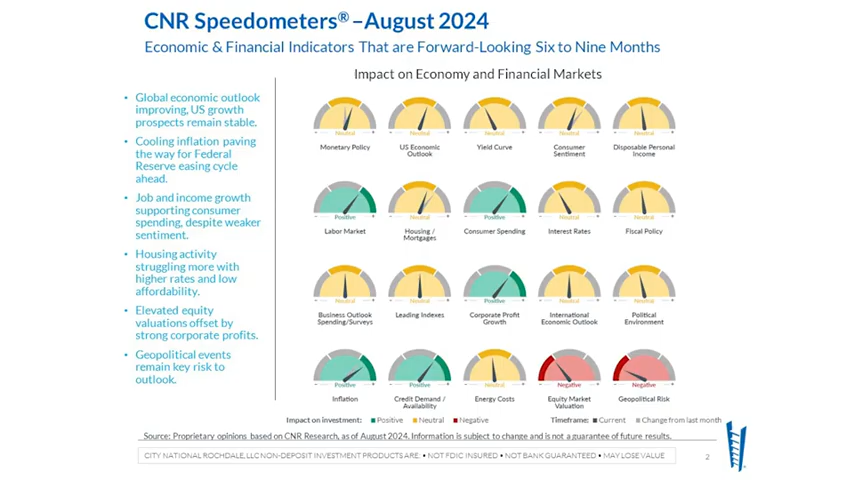 CNR Speedometers® –August 2024
Economic & Financial Indicators That are Forward-Looking Six to Nine Months
Impact on Economy and Financial Markets
• Global economic outlook
improving, US growth
prospects remain stable.
• Cooling inflation paving
the way for Federal
Reserve easing cycle
ahead.
• Job and income growth
supporting consumer
spending, despite weaker
sentiment.
• Housing activity
struggling more with
higher rates and low
affordability.
• Elevated equity
valuations offset by
strong corporate profits.
• Geopolitical events
remain key risk to
outlook.
- Neutral +
Monetary Policy
- Neutral +
US Economic
Outlook
- Neutral +
Yield Curve
- Neutral +
Consumer
Sentiment
- Neutral +
Disposable Personal
Income
- Positive +
Labor Market
- Neutral +
Housing /
Mortgages
- Positive +
Consumer Spending
- Neutral +
Interest Rates
- Neutral +
Fiscal Policy
- Neutral +
Business Outlook
Spending/Surveys
- Neutral +
Leading Indexes
- Positive +
Corporate Profit
Growth
- Neutral +
International
Economic Outlook
- Neutral +
Political
Environment
- Positive +
Inflation
- Positive +
Credit Demand /
Availability
- Neutral +
Energy Costs
- Negative +
Equity Market
Valuation
- Negative +
Geopolitical Risk
Impact on investment: Positive Neutral Negative
Timeframe: Current Change from last month
Source: Proprietary opinions based on CNR Research, as of August 2024. Information is subject to change and is not a guarantee of future results.
CITY NATIONAL ROCHDALE, LLC NON-DEPOSIT INVESTMENT PRODUCTS ARE: • NOT FDIC INSURED • NOT BANK GUARANTEED • MAY LOSE VALUE
2